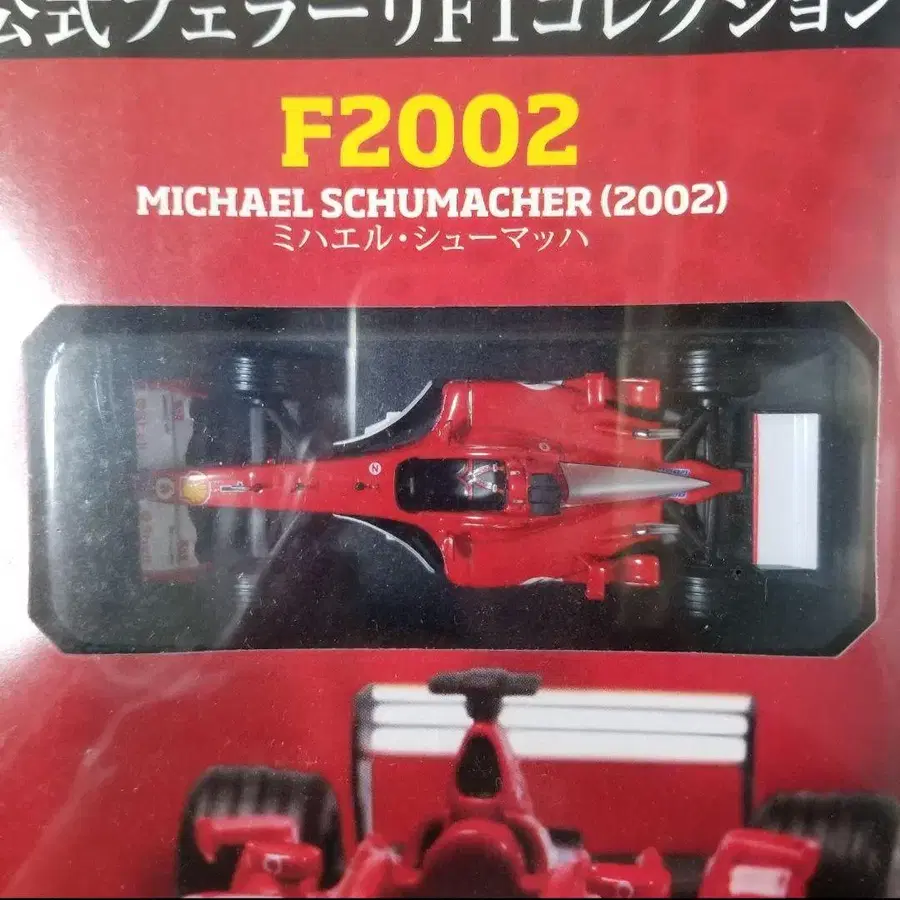 公式フェラーリF1コレクション
F2002
MICHAEL SCHUMACHER (2002)
ミハエル・シューマッハ